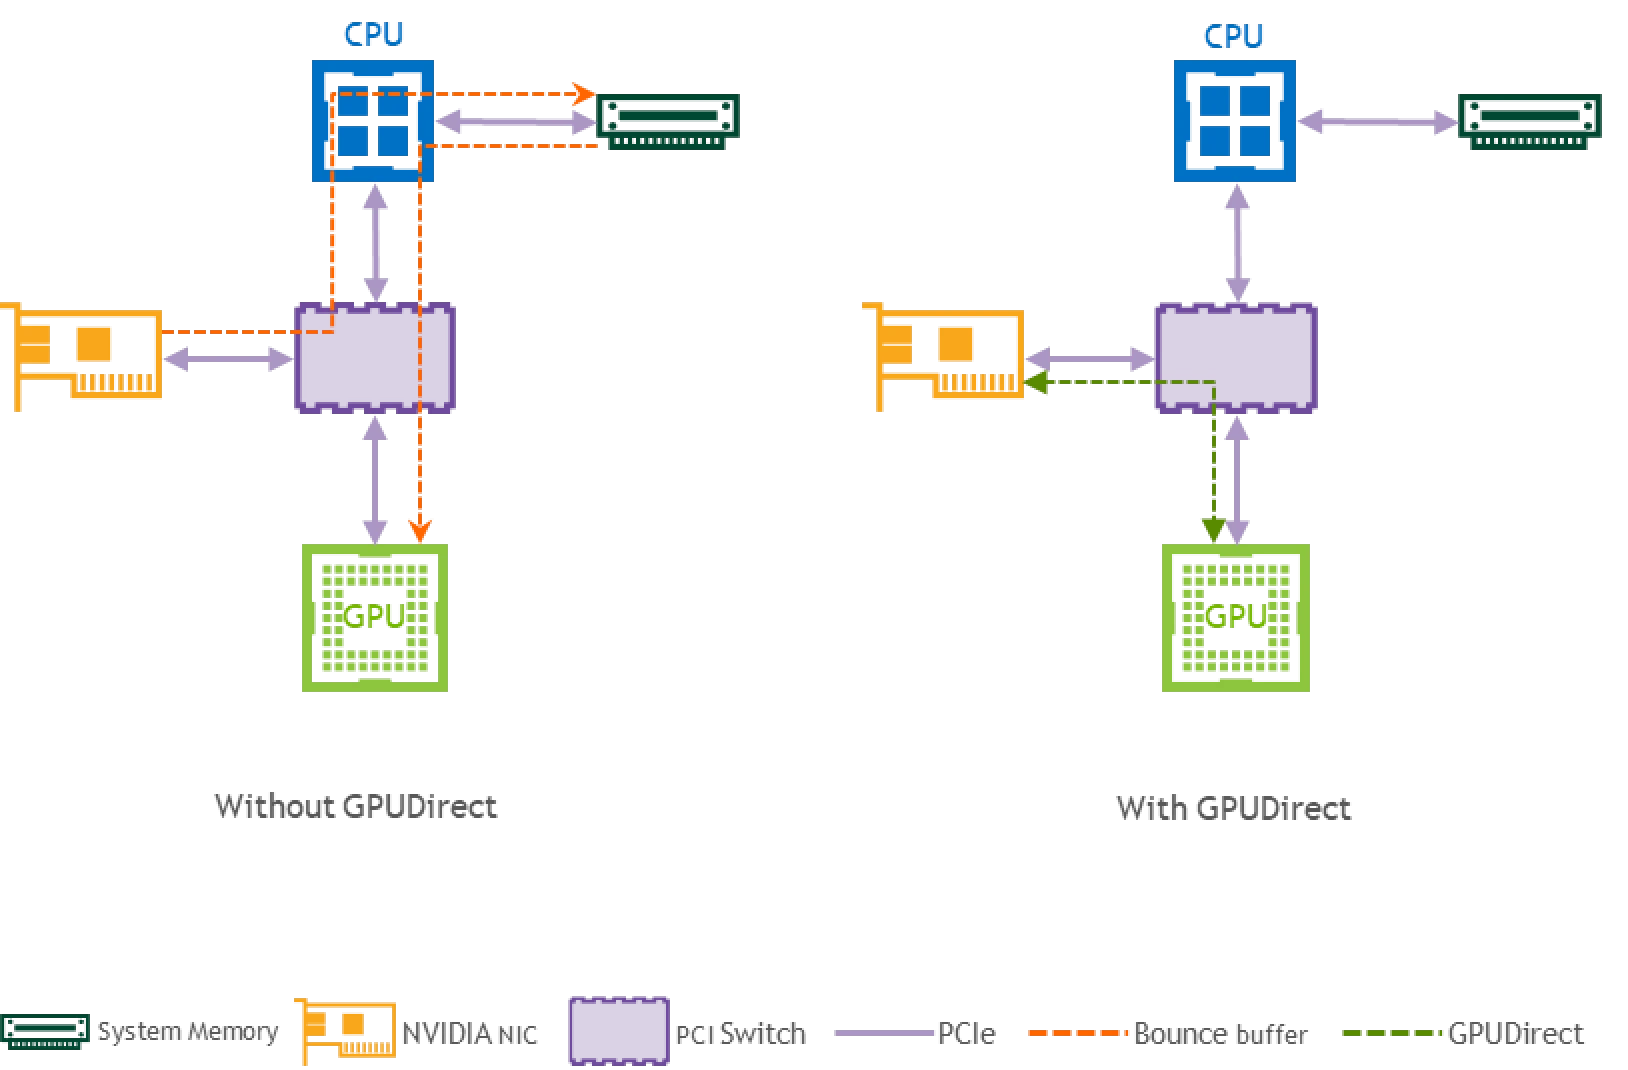 CPU
CPU
GPU
GPU
Without GPUDirect
With GPUDirect
System Memory
NVIDIA NIC
PCI Switch
PCIe
Bounce buffer
GPUDirect